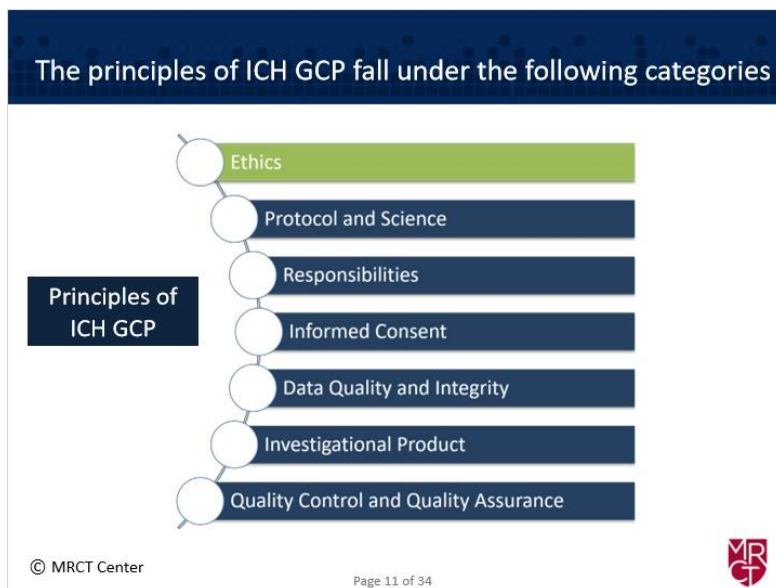 The principles of ICH GCP fall under the following categories
Ethics
Protocol and Science
Responsibilities
Principles of
ICH GCP
Informed Consent
Data Quality and Integrity
Investigational Product
Quality Control and Quality Assurance
© MRCT Center
Page 11 of 34
MR
CT